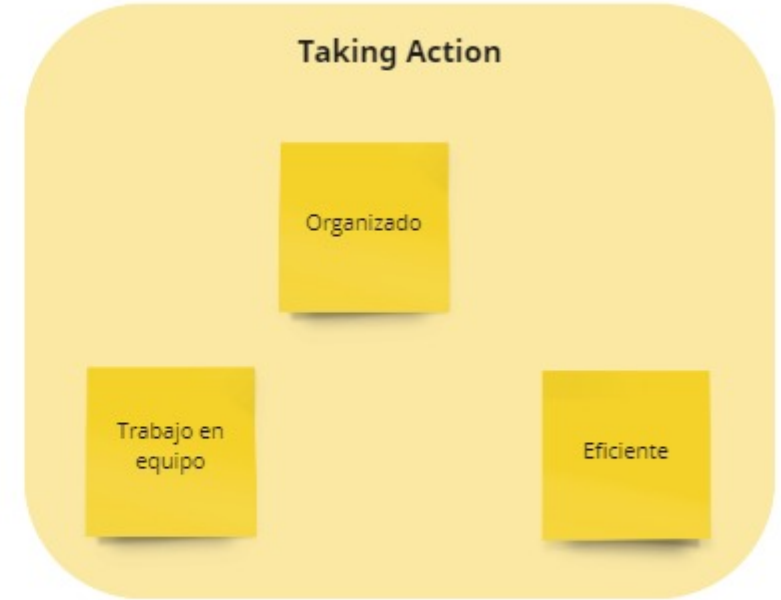 Taking Action
Organizado
Trabajo en
equipo
Eficiente